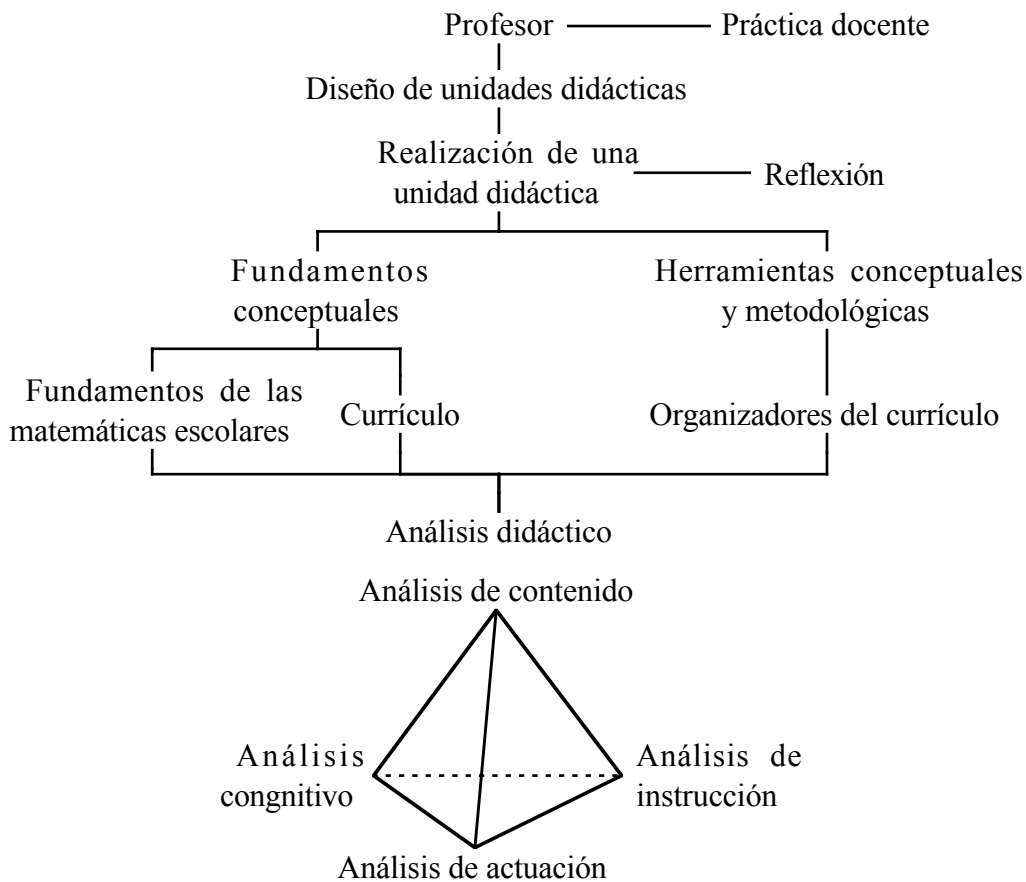 Profesor
Práctica docente
Diseño de unidades didácticas
Realización de una
unidad didáctica
Reflexión
Fundamentos
conceptuales
Herramientas conceptuales
y metodológicas
Fundamentos de las
matemáticas escolares
Currículo
Organizadores del currículo
Análisis didáctico
Análisis de contenido
Análisis
congnitivo
Análisis de
instrucción
Análisis de actuación